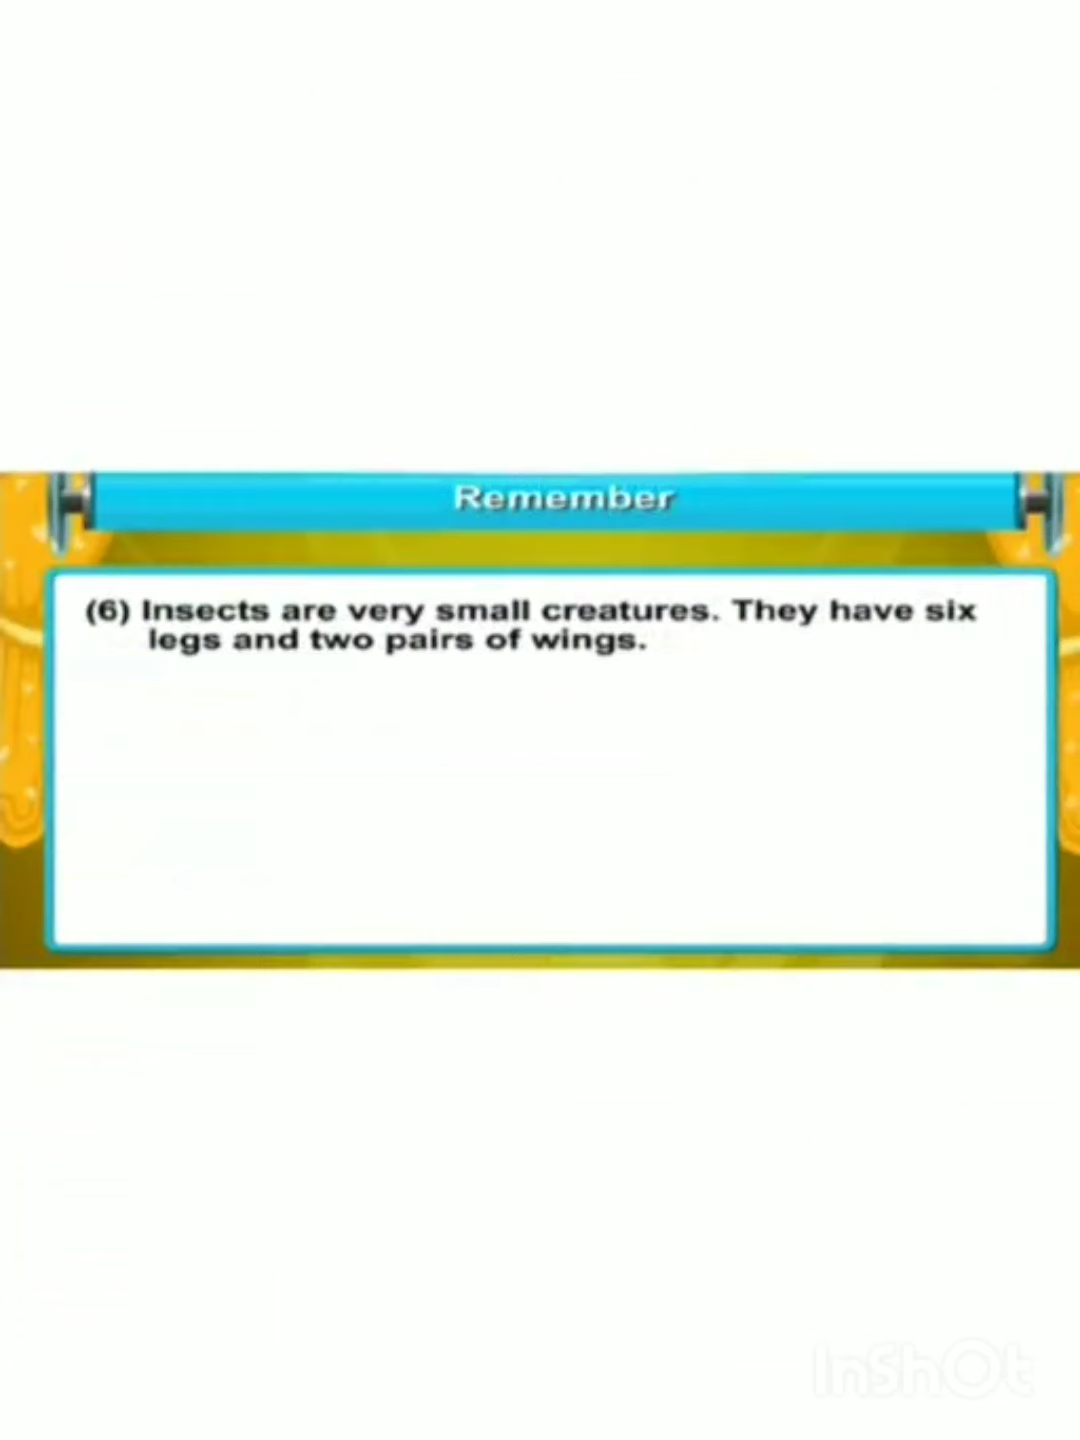 Remember
(6) Insects are very small creatures. They have six
legs and two pairs of wings.
InShOt